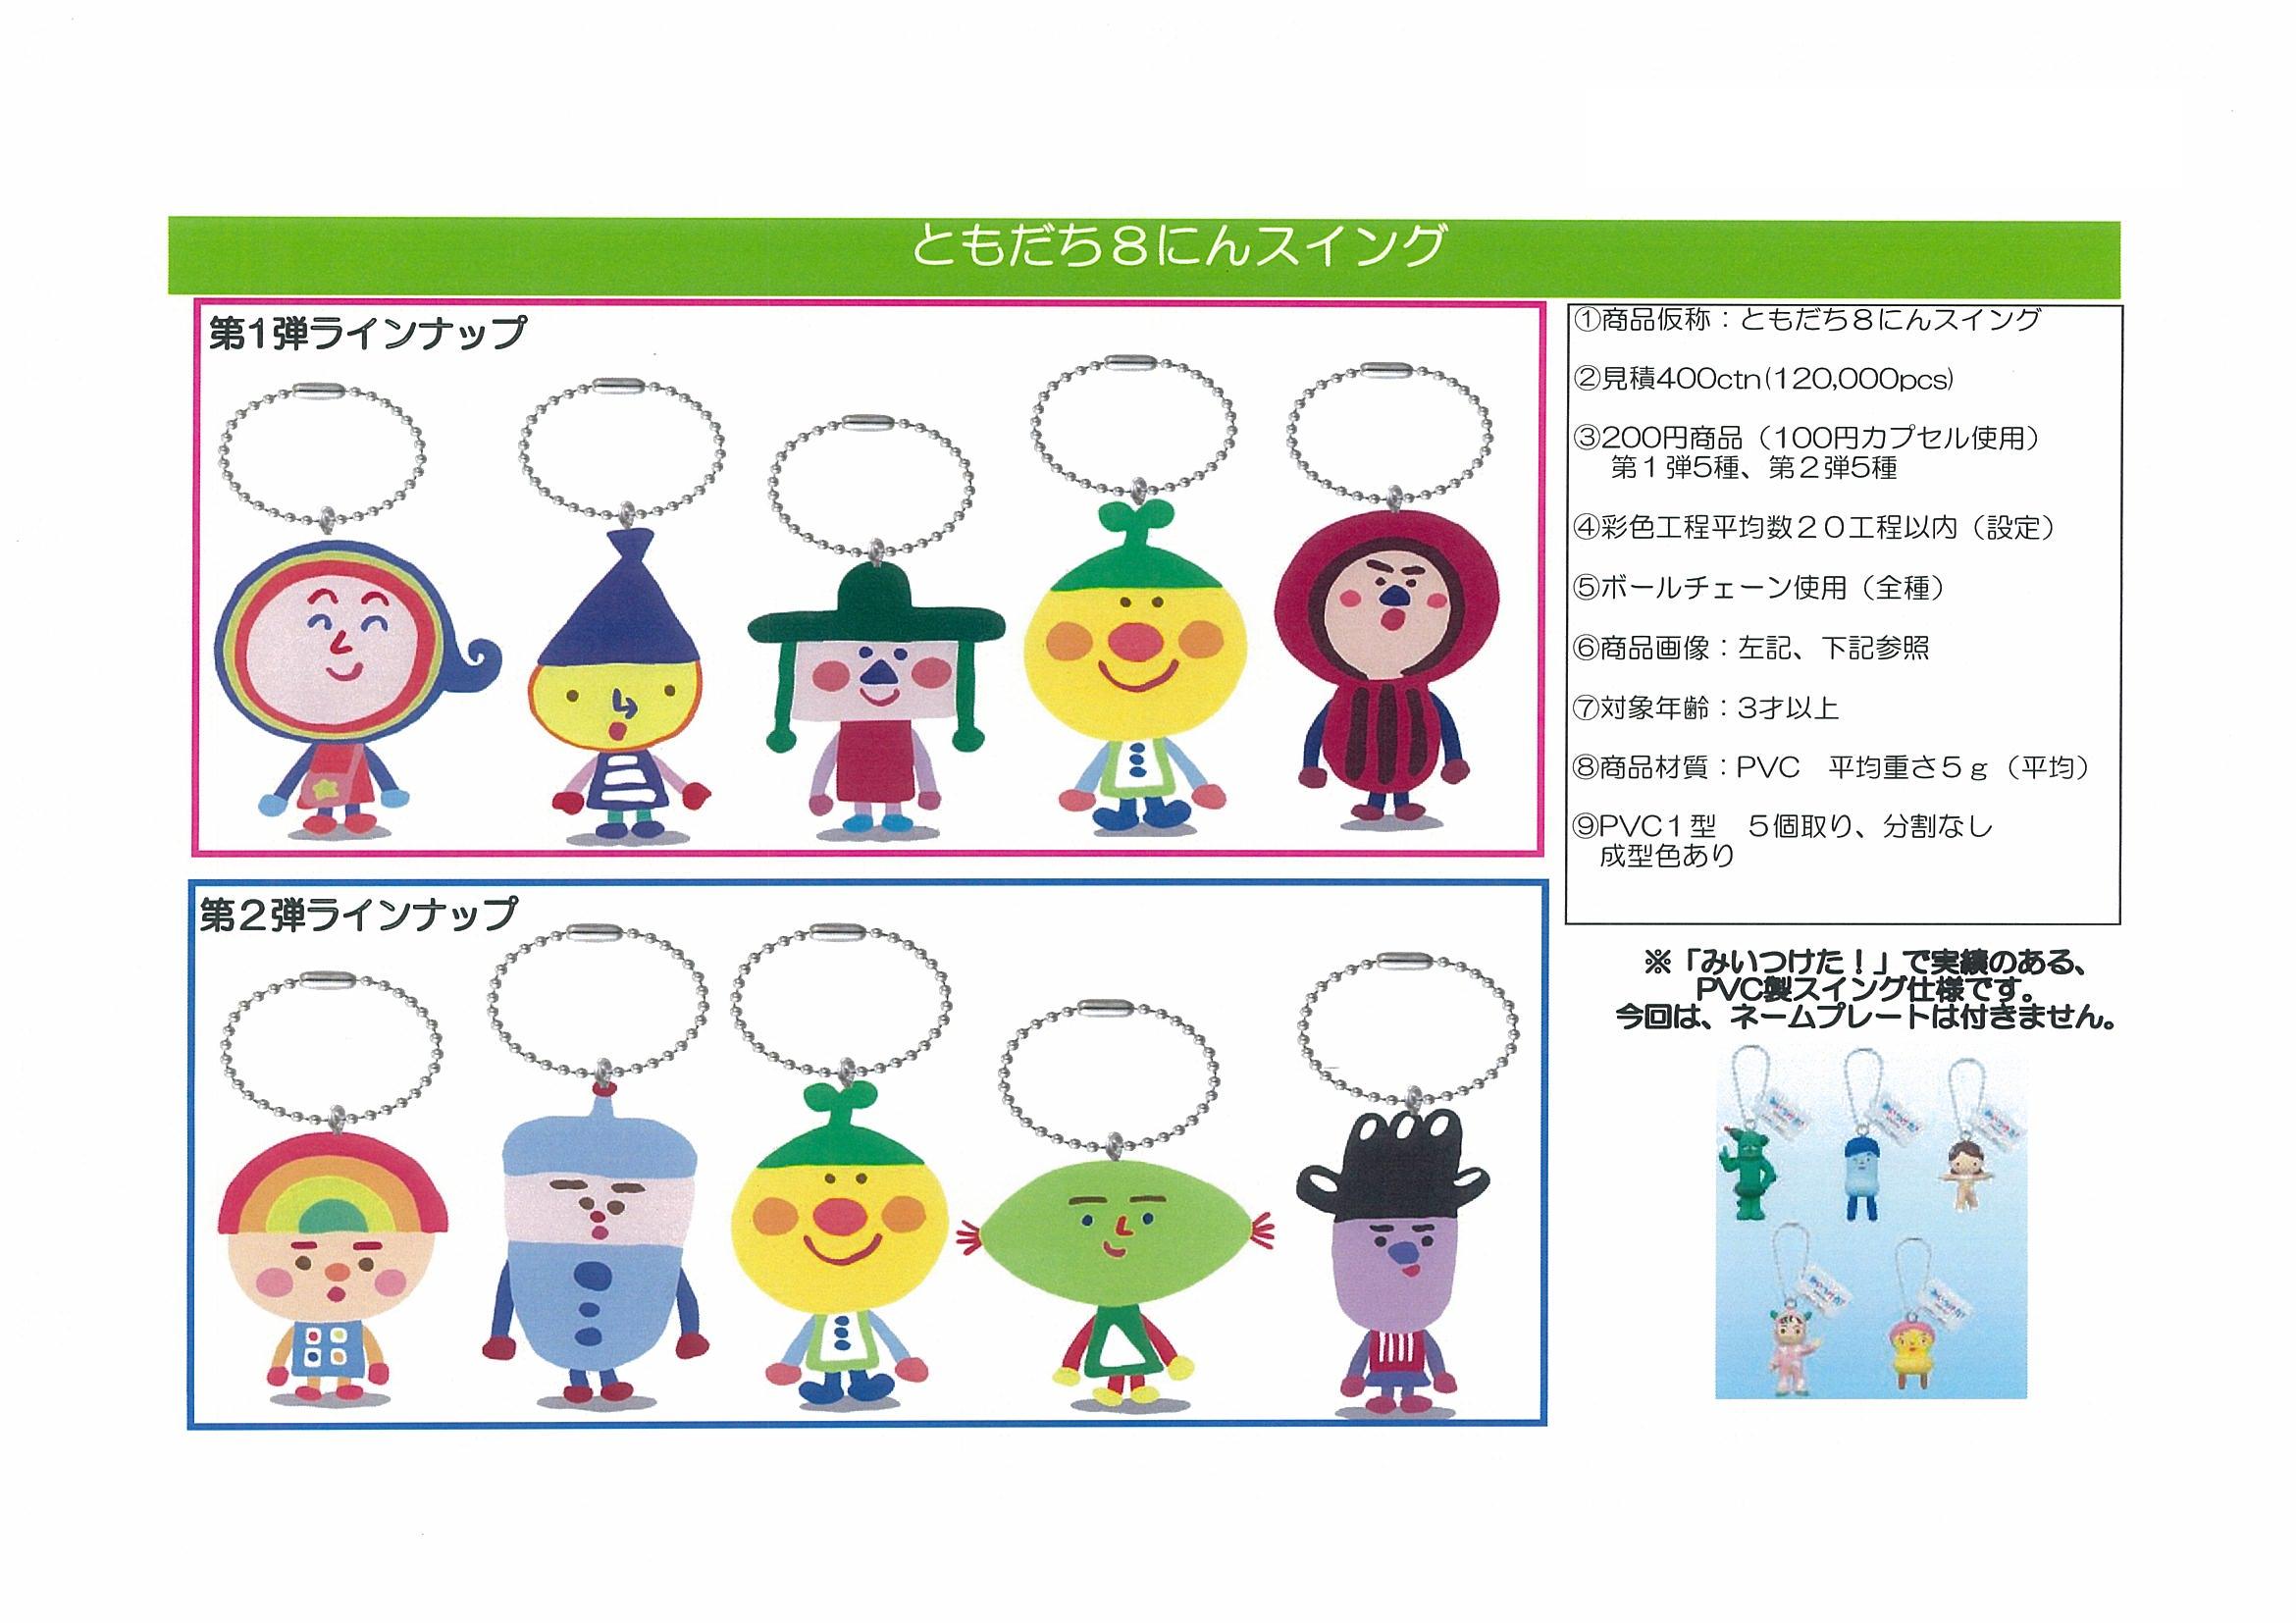 ともだち８にんスイング
第1弾ラインナップ
①商品仮称：ともだち８にんスイング
②見積400ctn(120,000pcs)
③200円商品（100円カプセル使用）
第１弾5種、第２弾5種
④彩色工程平均数２０工程以内（設定）
⑤ボールチェーン使用（全種）
⑥商品画像：左記、下記参照
⑦対象年齢：3才以上
⑧商品材質：PVC　平均重さ５ｇ（平均）
⑨PVC１型　５個取り、分割なし
成型色あり
第２弾ラインナップ
※「みいつけた！」で実績のある、
PVC製スイング仕様です。
今回は、ネームプレートは付きません。